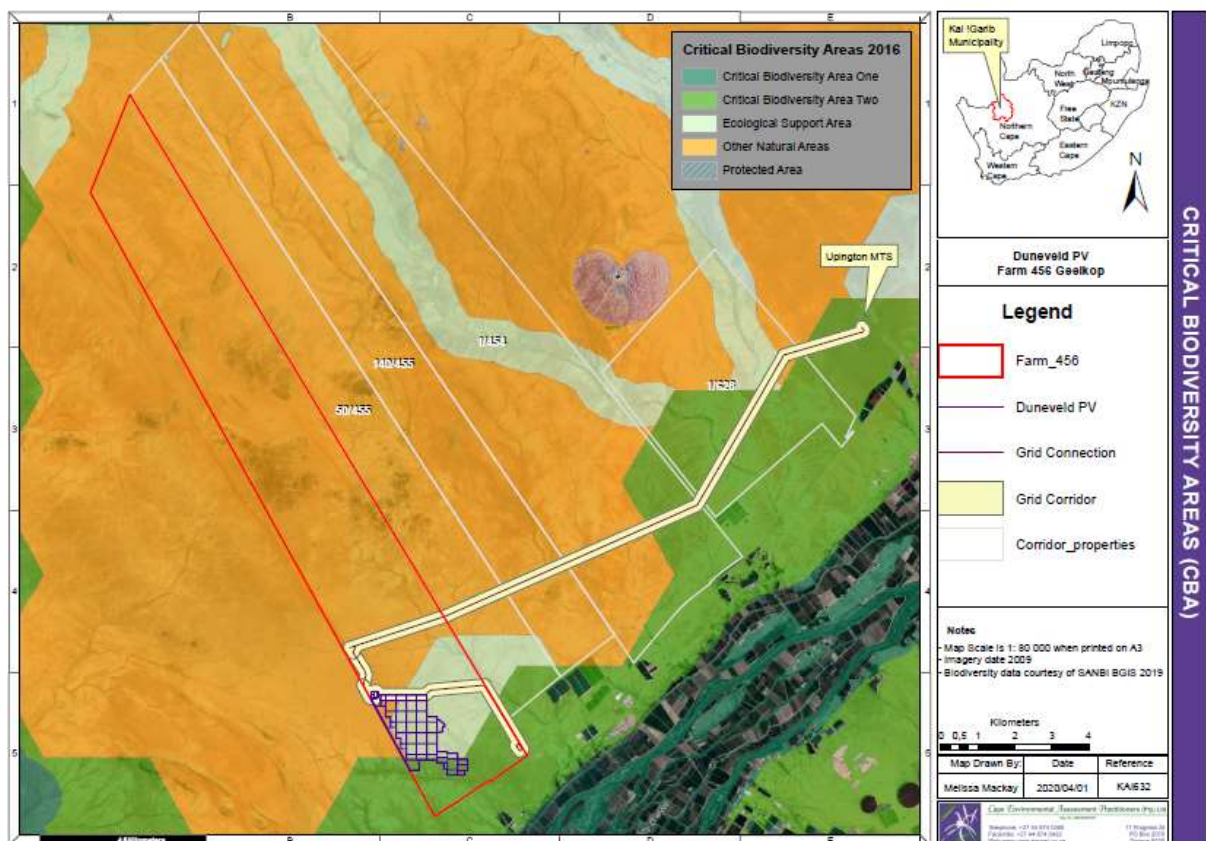 A B C D E
1
2
3
4
5
Critical Biodiversity Areas 2016
Critical Biodiversity Area One
Critical Biodiversity Area Two
Ecological Support Area
Other Natural Areas
Protected Area
Upington MTS
1/454
140/455
50/455
1/628
C D E
1
2
3
4
5
Kai !Garib
Municipality
Limpopo
North
West
Gauteng
Mpumalanga
Free
State
KZN
Northern
Cape
Eastern
Cape
Western
Cape
N
Duneveld PV
Farm 456 Geelkop
Legend
Farm_456
Duneveld PV
Grid Connection
Grid Corridor
Corridor_properties
Notes
- Map Scale is 1: 80 000 when printed on A3
- Imagery date 2009
- Biodiversity data courtesy of SANBI BGIS 2019
Kilometers
0 0,5 1 2 3 4
Map Drawn By: Date Reference
Melissa Mackay 2020/04/01 KAI632
Cape Environmental Assessment Practitioners (Pty) Ltd
CRITICAL BIODIVERSITY AREAS (CBA)